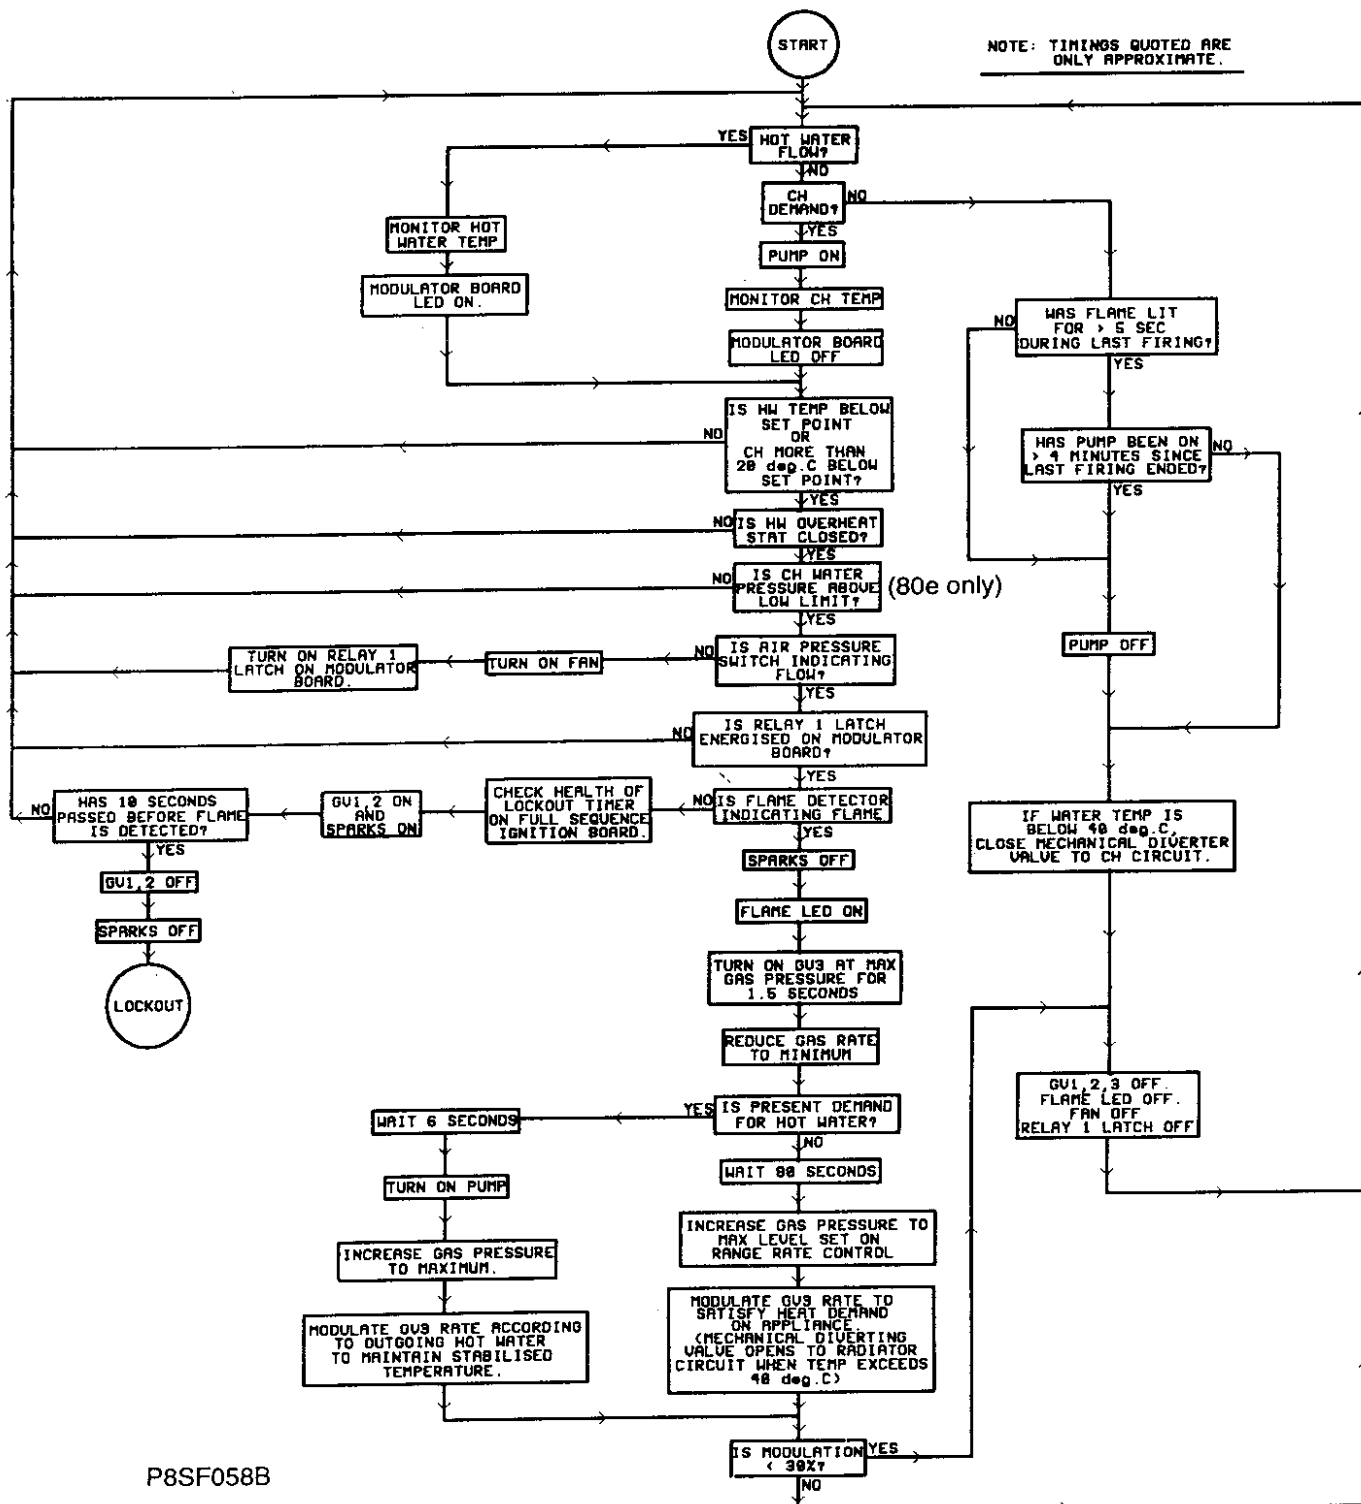 START
NOTE: TIMINGS QUOTED ARE
ONLY APPROXIMATE.
YES
HOT WATER
FLOW?
NO
CH
DEMAND?
NO
YES
MONITOR HOT
WATER TEMP
PUMP ON
MODULATOR BOARD
LED ON.
MONITOR CH TEMP
MODULATOR BOARD
LED OFF
NO
WAS FLAME LIT
FOR > 5 SEC
DURING LAST FIRING?
YES
IS HW TEMP BELOW
SET POINT
OR
CH MORE THAN
20 deg.C BELOW
SET POINT?
NO
YES
HAS PUMP BEEN ON
> 4 MINUTES SINCE
LAST FIRING ENDED?
NO
YES
NO
IS HW OVERHEAT
STAT CLOSED?
YES
NO
IS CH WATER
PRESSURE ABOVE
LOW LIMIT?
(80e only)
YES
TURN ON RELAY 1
LATCH ON MODULATOR
BOARD.
TURN ON FAN
NO
IS AIR PRESSURE
SWITCH INDICATING
FLOW?
YES
PUMP OFF
NO
IS RELAY 1 LATCH
ENERGISED ON MODULATOR
BOARD?
YES
NO
HAS 10 SECONDS
PASSED BEFORE FLAME
IS DETECTED?
YES
GV1,2 ON
AND
SPARKS ON
CHECK HEALTH OF
LOCKOUT TIMER
ON FULL SEQUENCE
IGNITION BOARD.
NO
IS FLAME DETECTOR
INDICATING FLAME
YES
IF WATER TEMP IS
BELOW 40 deg.C,
CLOSE MECHANICAL DIVERTER
VALVE TO CH CIRCUIT.
GV1,2 OFF
SPARKS OFF
SPARKS OFF
FLAME LED ON
LOCKOUT
TURN ON GV3 AT MAX
GAS PRESSURE FOR
1.5 SECONDS
REDUCE GAS RATE
TO MINIMUM
GV1,2,3 OFF.
FLAME LED OFF.
FAN OFF
RELAY 1 LATCH OFF
WAIT 6 SECONDS
YES
IS PRESENT DEMAND
FOR HOT WATER?
NO
TURN ON PUMP
WAIT 90 SECONDS
INCREASE GAS PRESSURE
TO MAXIMUM.
INCREASE GAS PRESSURE TO
MAX LEVEL SET ON
RANGE RATE CONTROL
MODULATE GV3 RATE ACCORDING
TO OUTGOING HOT WATER
TO MAINTAIN STABILISED
TEMPERATURE.
MODULATE GV3 RATE TO
SATISFY HEAT DEMAND
ON APPLIANCE.
(MECHANICAL DIVERTING
VALVE OPENS TO RADIATOR
CIRCUIT WHEN TEMP EXCEEDS
40 deg.C)
IS MODULATION
< 30%?
YES
NO
P8SF058B